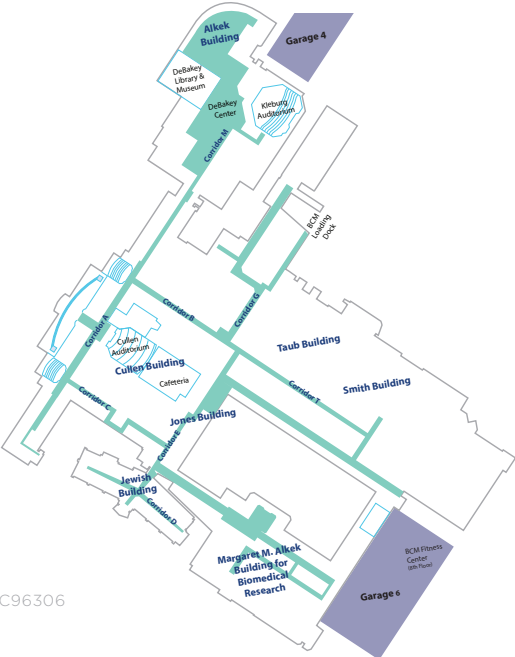 Alkek
Building
Garage 4
DeBakey
Library &
Museum
DeBakey
Center
Kleburg
Auditorium
Corridor M
BCM
Loading
Dock
Corridor B
Corridor G
Corridor A
Cullen
Auditorium
Cullen Building
Cafeteria
Taub Building
Smith Building
Corridor T
Corridor C
Jones Building
Corridor E
Jewish
Building
Corridor D
Margaret M. Alkek
Building for
Biomedical
Research
BCM Fitness
Center
(8th Floor)
Garage 6
C96306